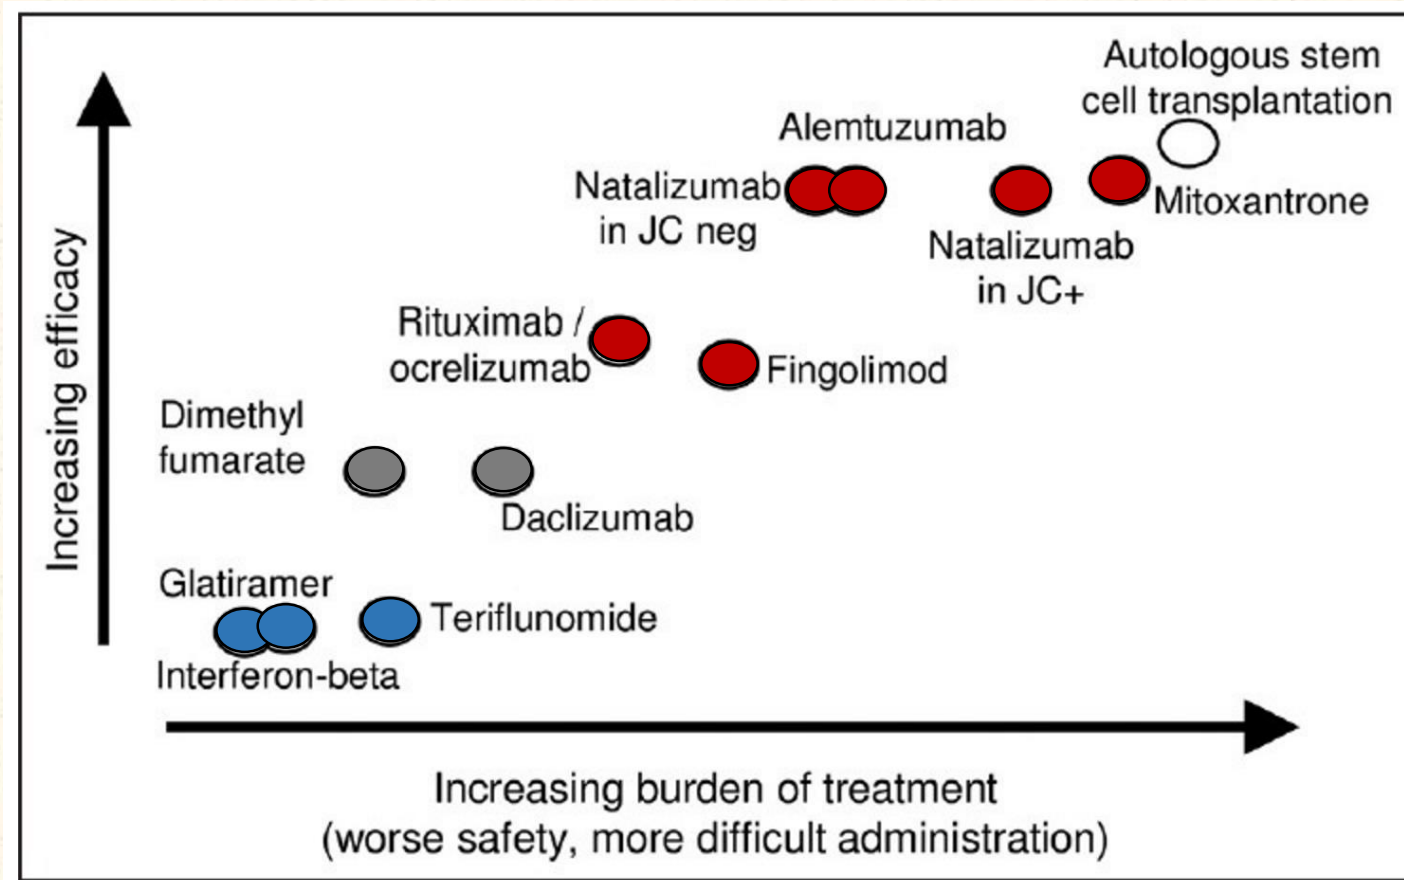 Autologous stem
cell transplantation
Alemtuzumab
Natalizumab
in JC neg
Mitoxantrone
Natalizumab
in JC+
Rituximab /
ocrelizumab
Fingolimod
Dimethyl
fumarate
Daclizumab
Glatiramer
Teriflunomide
Interferon-beta
Increasing efficacy
Increasing burden of treatment
(worse safety, more difficult administration)